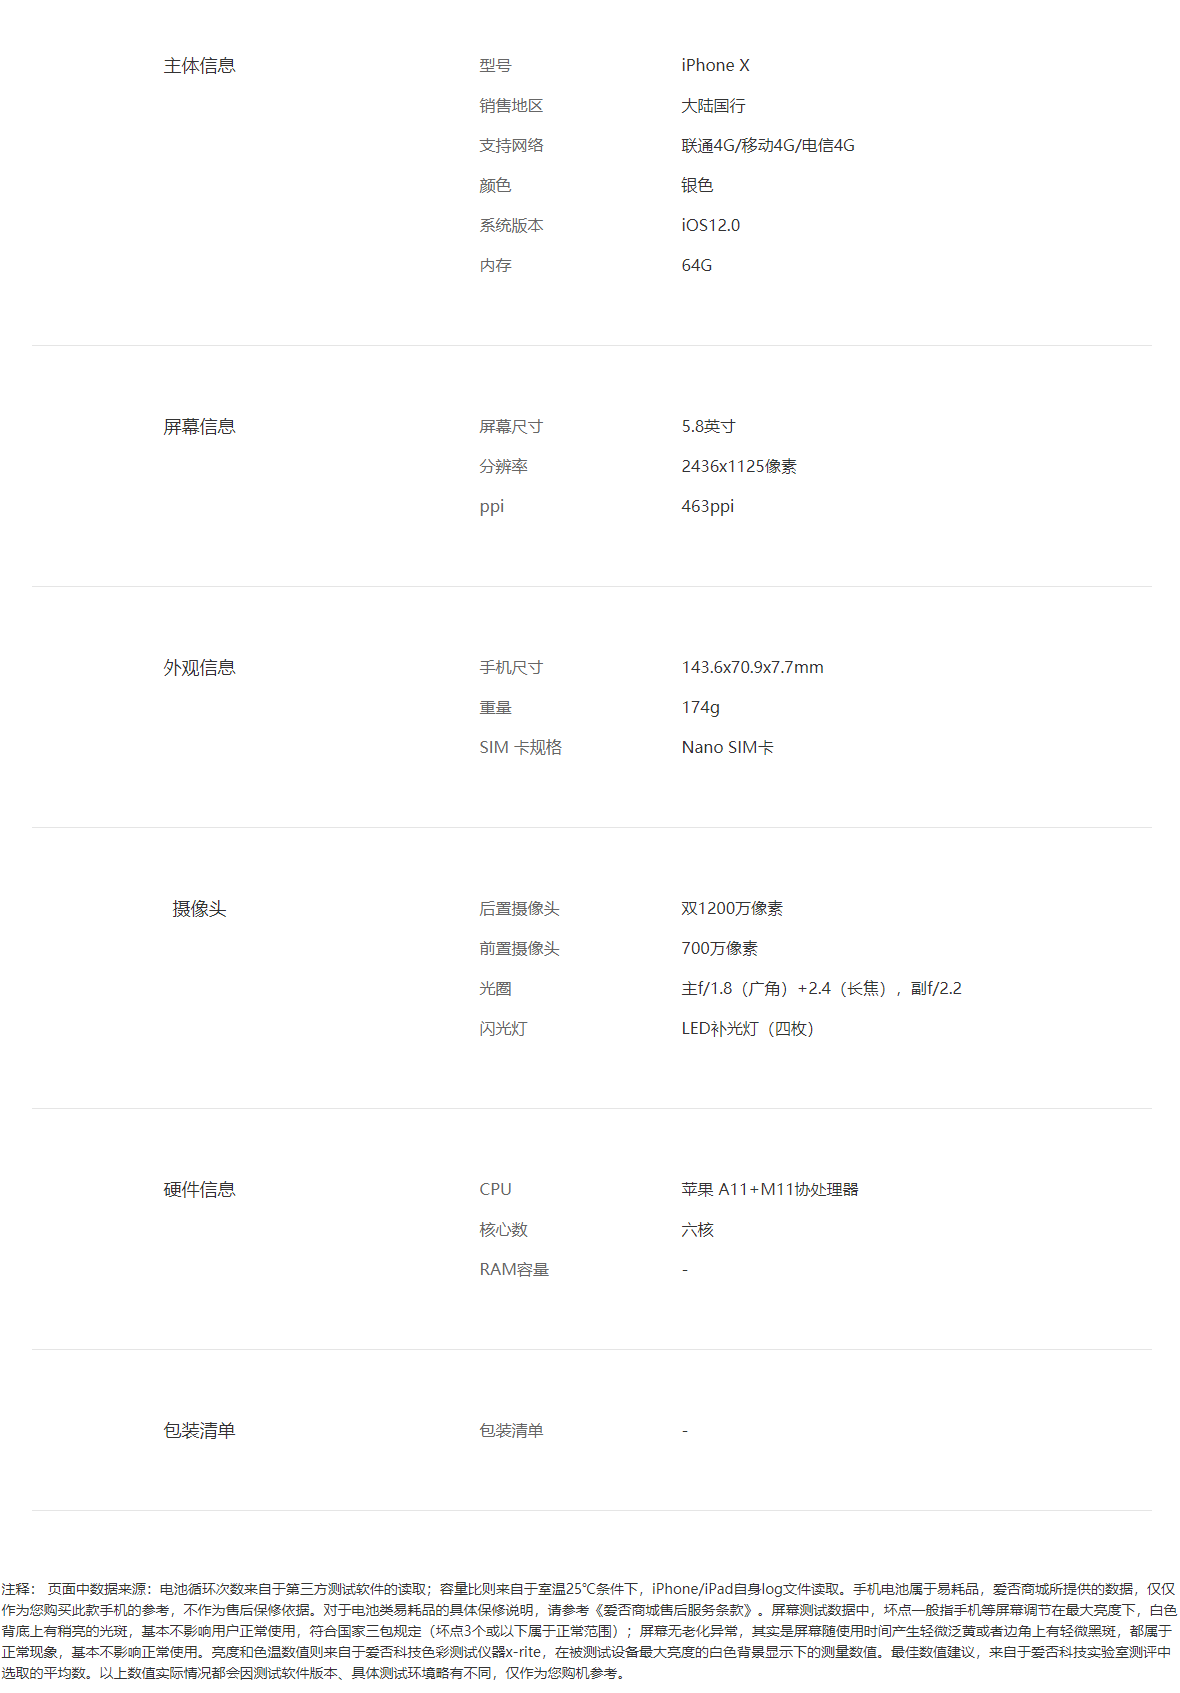 主体信息 型号 iPhone X
销售地区 大陆国行
支持网络 联通4G/移动4G/电信4G
颜色 银色
系统版本 iOS12.0
内存 64G
屏幕信息 屏幕尺寸 5.8英寸
分辨率 2436x1125像素
ppi 463ppi
外观信息 手机尺寸 143.6x70.9x7.7mm
重量 174g
SIM 卡规格 Nano SIM卡
摄像头 后置摄像头 双1200万像素
前置摄像头 700万像素
光圈 主f/1.8（广角）+2.4（长焦），副f/2.2
闪光灯 LED补光灯（四枚）
硬件信息 CPU 苹果 A11+M11协处理器
核心数 六核
RAM容量 -
包装清单 包装清单 -
注释： 页面中数据来源：电池循环次数来自于第三方测试软件的读取；容量比则来自于室温25℃条件下，iPhone/iPad自身log文件读取。手机电池属于易耗品，爱否商城所提供的数据，仅仅
作为您购买此款手机的参考，不作为售后保修依据。对于电池类易耗品的具体保修说明，请参考《爱否商城售后服务条款》。屏幕测试数据中，坏点一般指手机等屏幕调节在最大亮度下，白色
背底上有稍亮的光斑，基本不影响用户正常使用，符合国家三包规定（坏点3个或以下属于正常范围）；屏幕无老化异常，其实是屏幕随使用时间产生轻微泛黄或者边角上有轻微黑斑，都属于
正常现象，基本不影响正常使用。亮度和色温数值则来自于爱否科技色彩测试仪器x-rite，在被测试设备最大亮度的白色背景显示下的测量数值。最佳数值建议，来自于爱否科技实验室测评中
选取的平均数。以上数值实际情况都会因测试软件版本、具体测试环境略有不同，仅作为您购机参考。